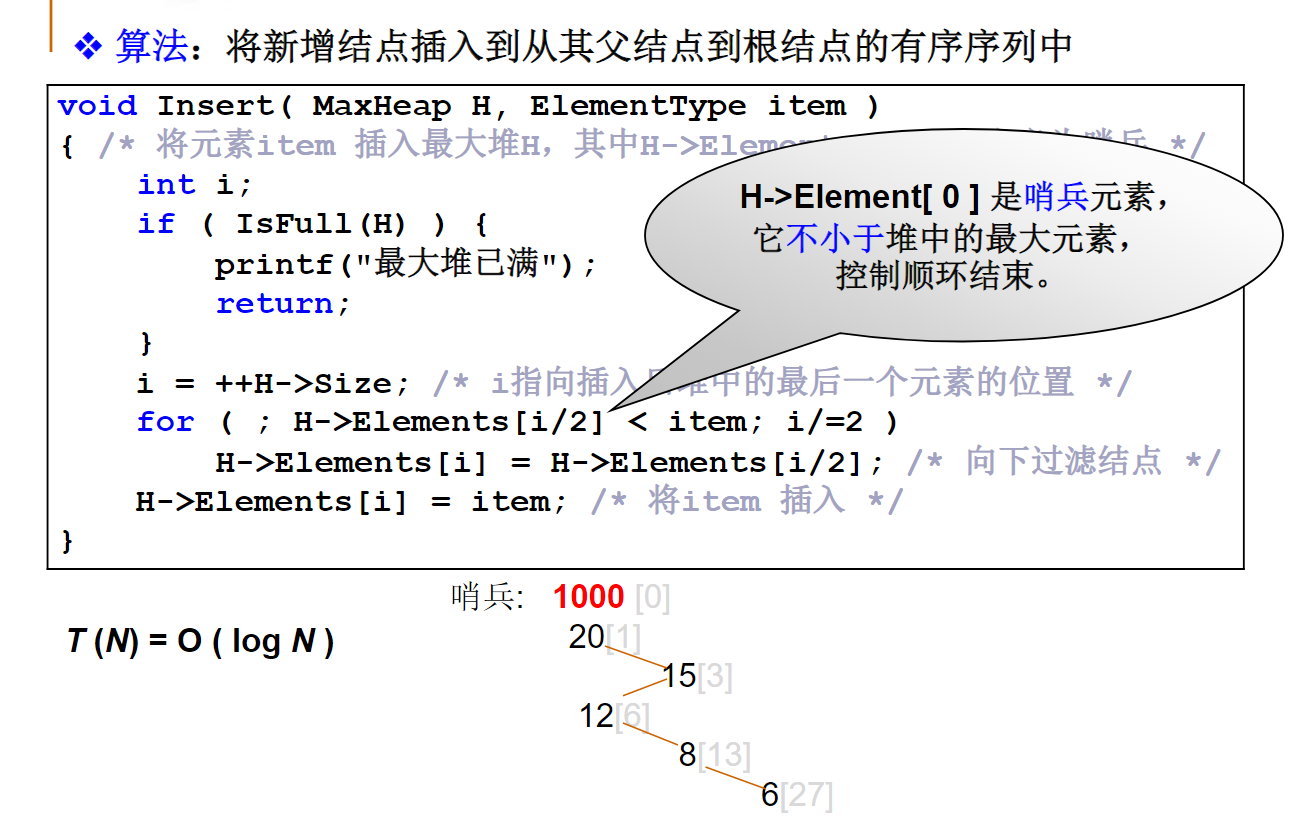 ❖ 算法：将新增结点插入到从其父结点到根结点的有序序列中
void Insert( MaxHeap H, ElementType item )
{ /* 将元素item 插入最大堆H，其中H->Elem 哨兵 */
int i;
if ( IsFull(H) ) {
printf("最大堆已满");
return;
}
H->Element[ 0 ] 是哨兵元素，
它不小于堆中的最大元素，
控制顺环结束。
i = ++H->Size; /* i指向插入 堆中的最后一个元素的位置 */
for ( ; H->Elements[i/2] < item; i/=2 )
H->Elements[i] = H->Elements[i/2]; /* 向下过滤结点 */
H->Elements[i] = item; /* 将item 插入 */
}
哨兵: 1000 [0]
T (N) = O ( log N )
20[1]
15[3]
12[6]
8[13]
6[27]